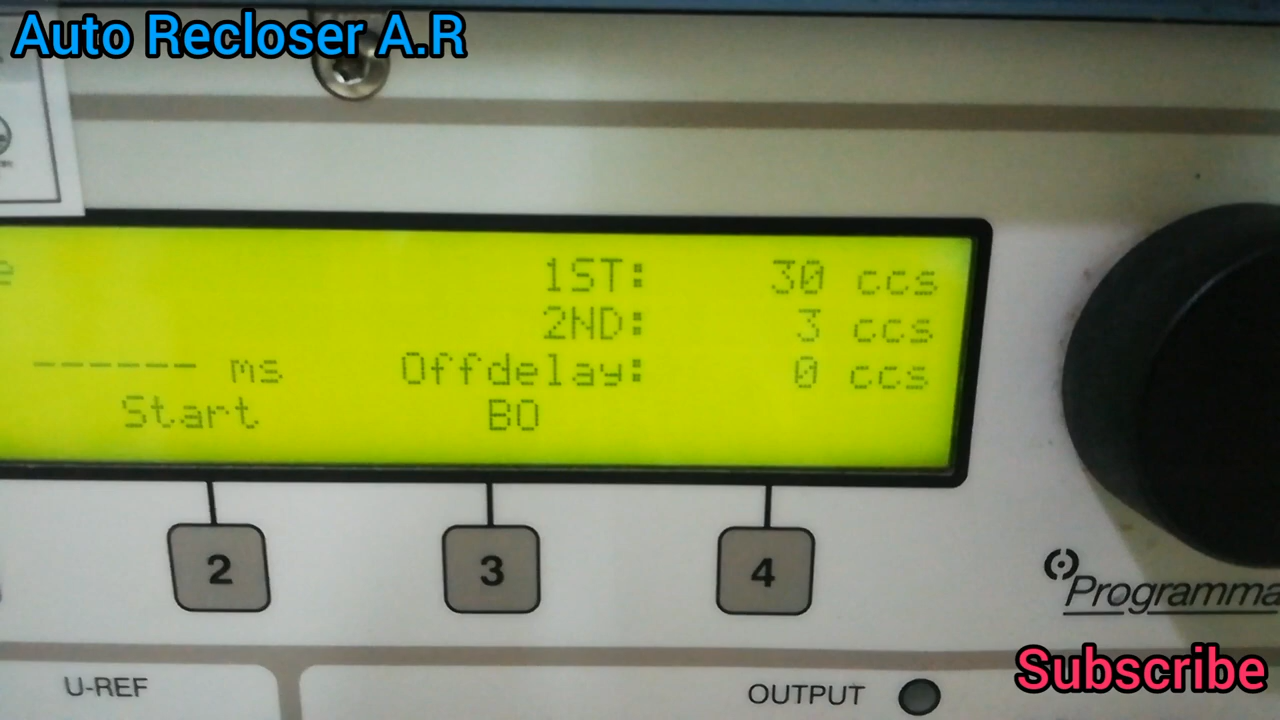 Auto Recloser A.R
1ST: 30 ccs
2ND: 3 ccs
------ ms Offdelay: 0 ccs
Start BO
2 3 4
Programma
U-REF
OUTPUT
Subscribe